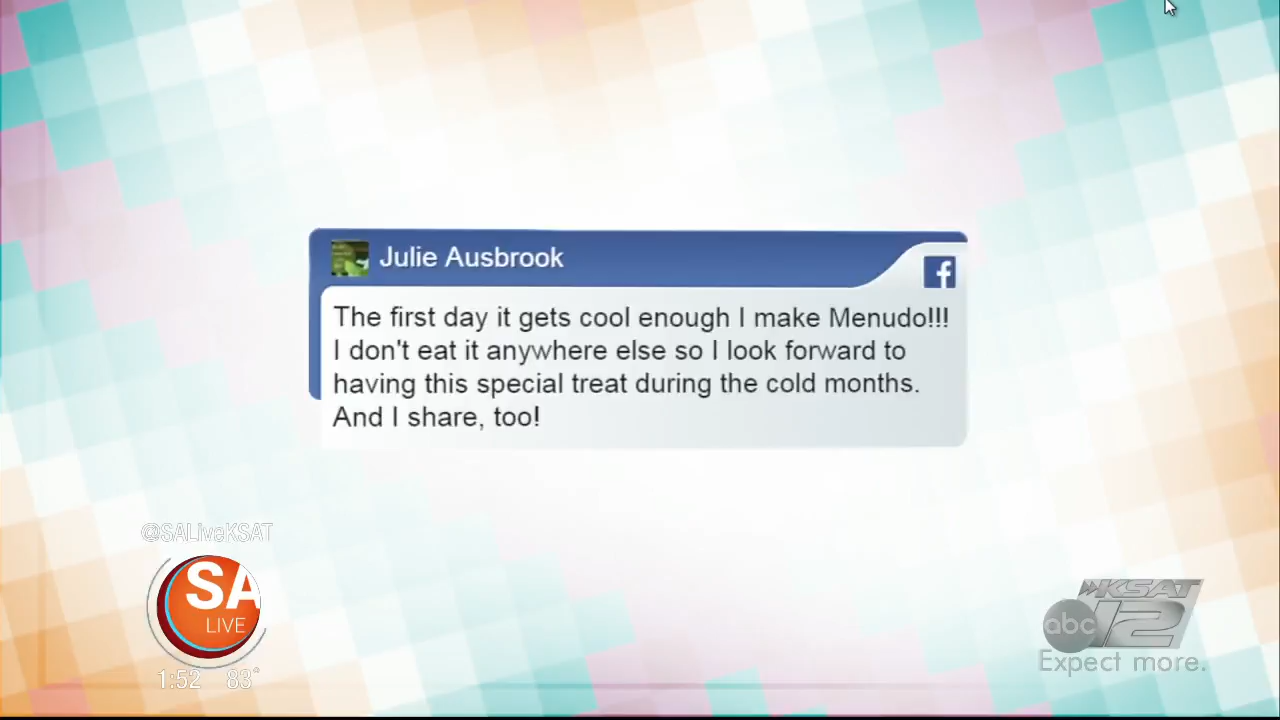 Julie Ausbrook
The first day it gets cool enough I make Menudo!!!
I don't eat it anywhere else so I look forward to
having this special treat during the cold months.
And I share, too!
@SALiveKSAT
SA
LIVE
1:52 83°
KSAT
abc 12
Expect more.